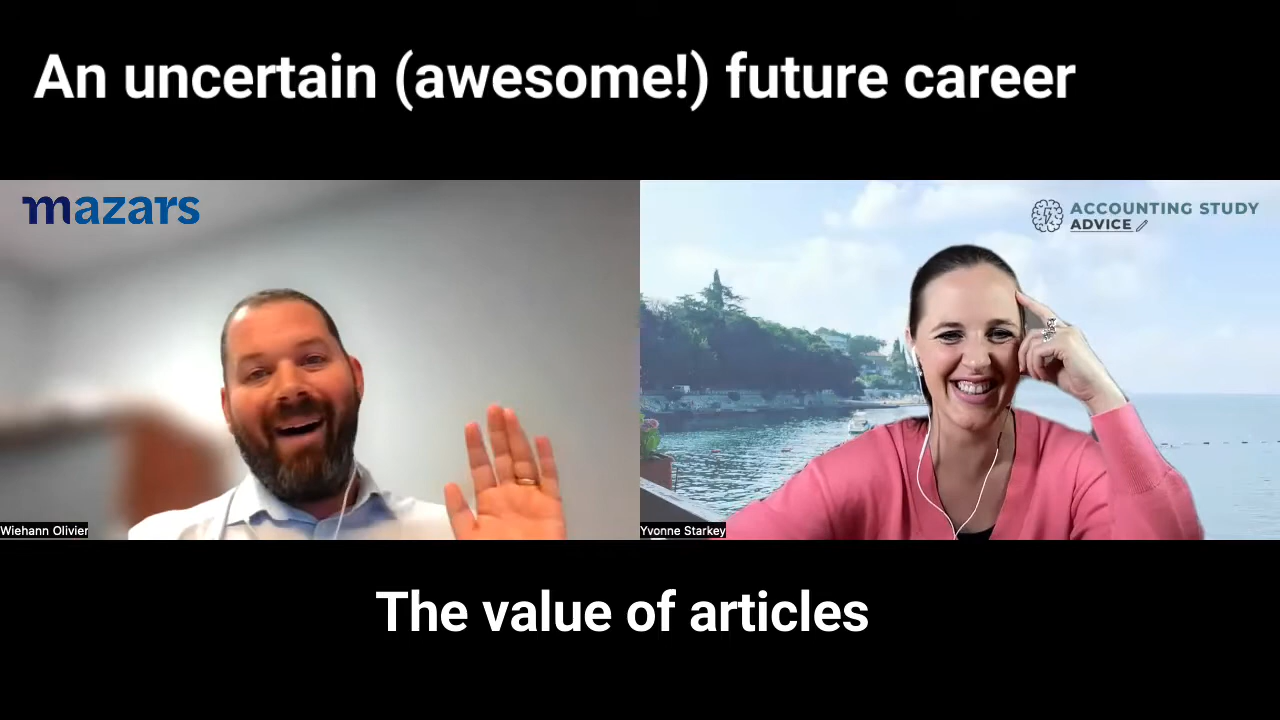 An uncertain (awesome!) future career
mazars
ACCOUNTING STUDY
ADVICE
Wiehann Olivier
Yvonne Starkey
The value of articles